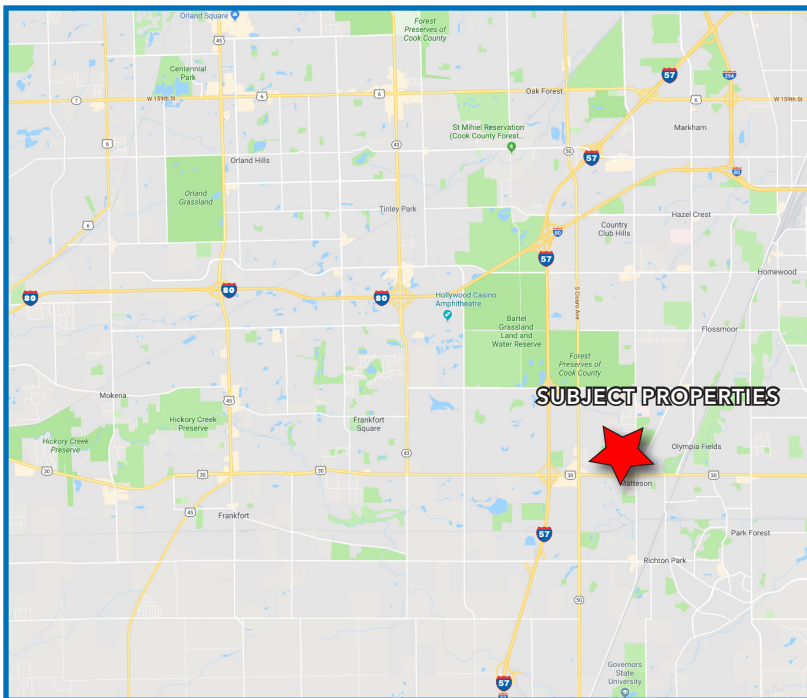 Orland Square
45
Forest
Preserves of
Cook County
Centennial
Park
57
294
7
W 159th St
6
6
Oak Forest
6
W 159th St
6
43
St Mihiel Reservation
(Cook County Forest...
Markham
50
57
Orland Hills
80
Orland
Grassland
Tinley Park
Hazel Crest
6
Country
Club Hills
80
57
Homewood
80
80
80
Hollywood Casino
Amphitheatre
S Cicero Ave
Bartel
Grassland
Land and
Water Reserve
Flossmoor
Forest
Preserves of
Cook County
Mokena
SUBJECT PROPERTIES
45
Hickory Creek
Preserve
Frankfort
Square
Hickory Creek
Preserve
43
Olympia Fields
30
30
30
30
30
Matteson
45
Frankfort
57
Park Forest
Richton Park
50
Governors
State
University
57